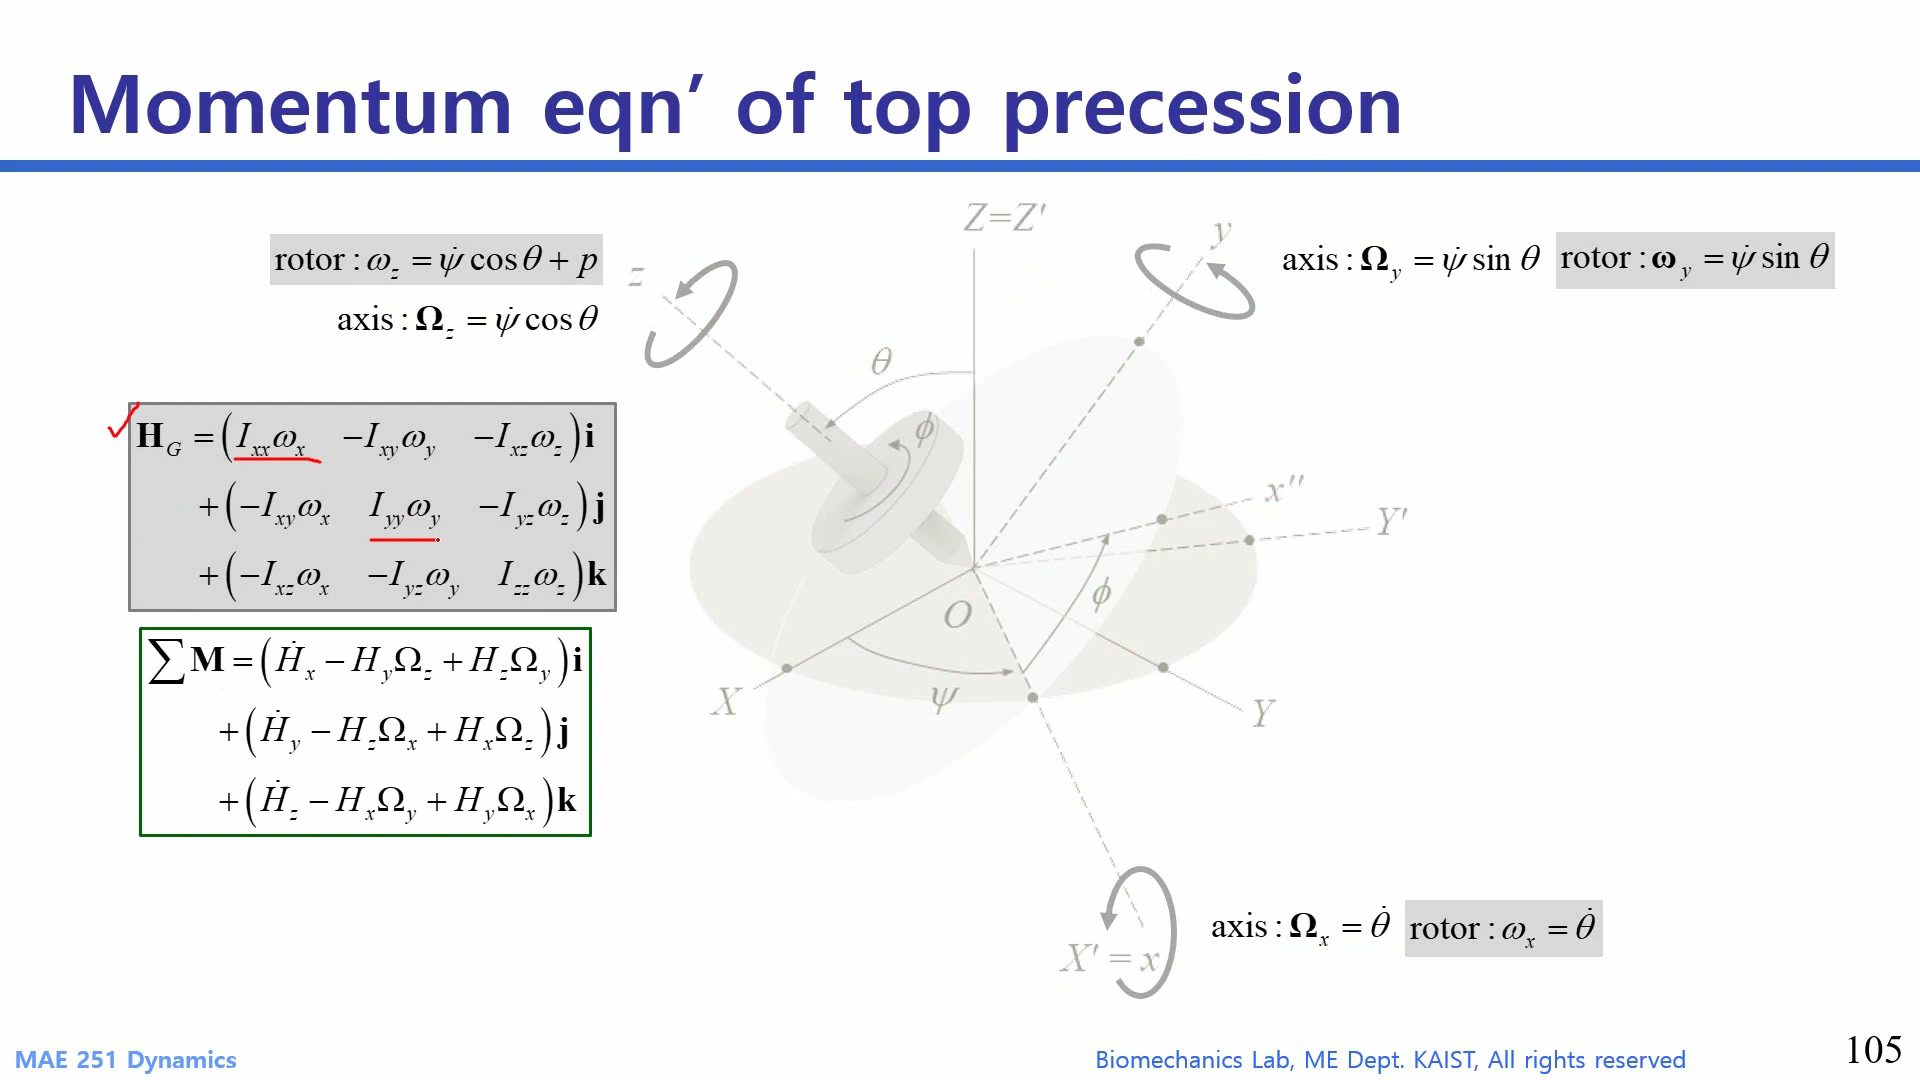 Momentum eqn’ of top precession
rotor : ω_z = ψ̇ cos θ + p
axis : Ω_z = ψ̇ cos θ
axis : Ω_y = ψ̇ sin θ
rotor : ω_y = ψ̇ sin θ
Z=Z'
z
y
θ
ϕ
x''
Y'
ϕ
O
X
ψ
Y
X' = x
H_G = (I_xx ω_x −I_xy ω_y −I_xz ω_z) i
+(−I_xy ω_x I_yy ω_y −I_yz ω_z) j
+(−I_xz ω_x −I_yz ω_y I_zz ω_z) k
∑M = (Ḣ_x − H_y Ω_z + H_z Ω_y) i
+(Ḣ_y − H_z Ω_x + H_x Ω_z) j
+(Ḣ_z − H_x Ω_y + H_y Ω_x) k
axis : Ω_x = θ̇
rotor : ω_x = θ̇
MAE 251 Dynamics
Biomechanics Lab, ME Dept. KAIST, All rights reserved
105